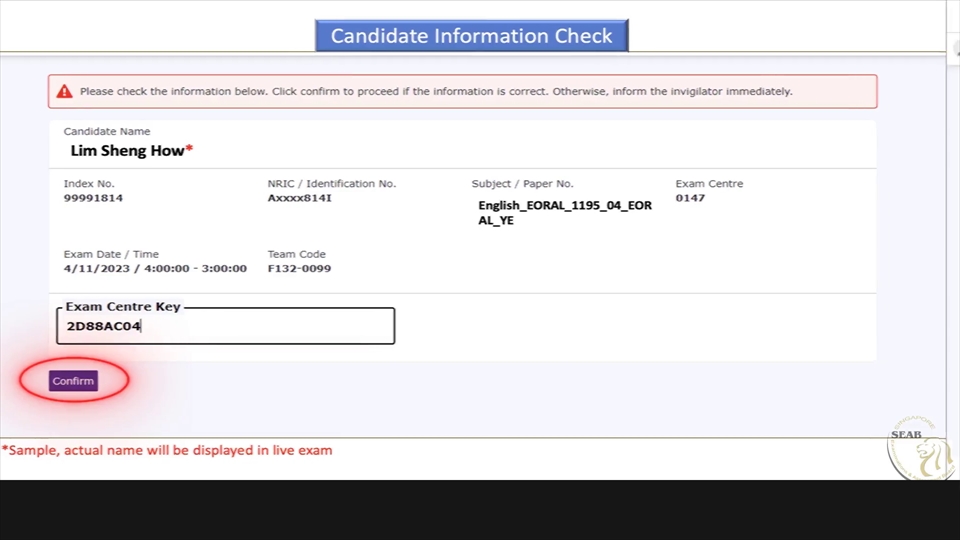 Candidate Information Check
Please check the information below. Click confirm to proceed if the information is correct. Otherwise, inform the invigilator immediately.
Candidate Name
Lim Sheng How*
Index No.
99991814
NRIC / Identification No.
Axxxx814I
Subject / Paper No.
English_EORAL_1195_04_EOR
AL_YE
Exam Centre
0147
Exam Date / Time
4/11/2023 / 4:00:00 - 3:00:00
Team Code
F132-0099
Exam Centre Key
2D88AC04
Confirm
*Sample, actual name will be displayed in live exam
SINGAPORE
SEAB